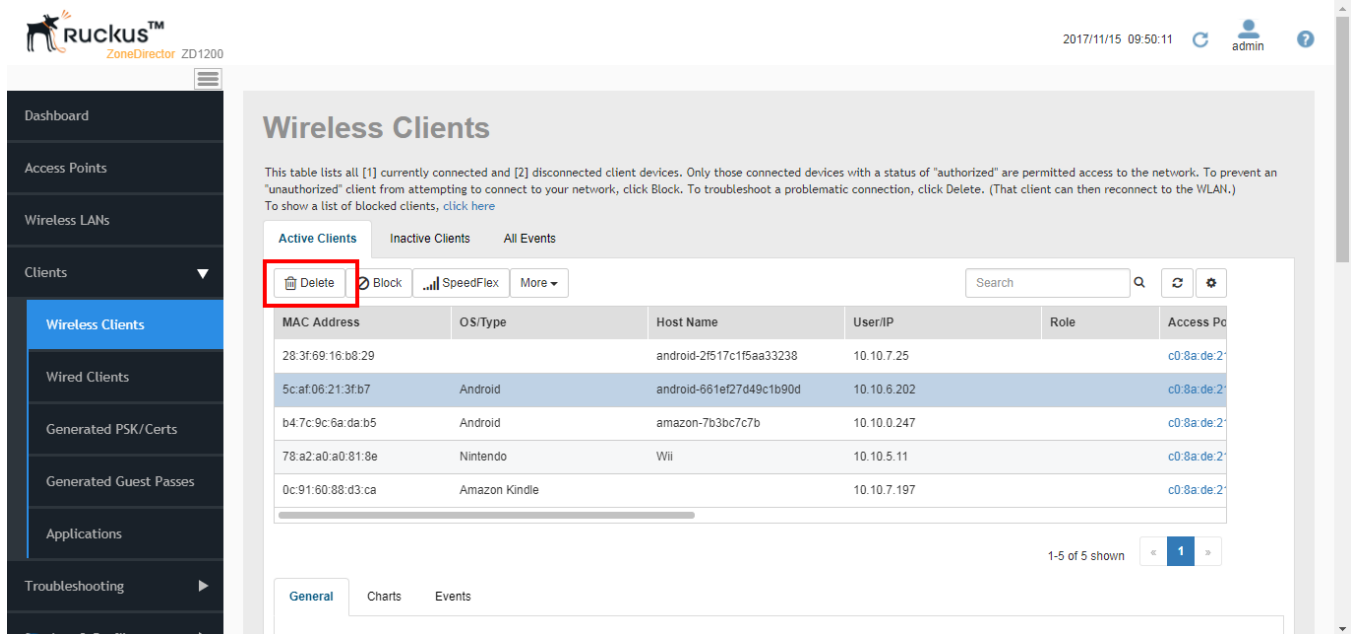 Ruckus™
ZoneDirector ZD1200
2017/11/15 09:50:11
admin
?
Dashboard
Access Points
Wireless LANs
Clients
Wireless Clients
Wired Clients
Generated PSK/Certs
Generated Guest Passes
Applications
Troubleshooting
Wireless Clients
This table lists all [1] currently connected and [2] disconnected client devices. Only those connected devices with a status of "authorized" are permitted access to the network. To prevent an
"unauthorized" client from attempting to connect to your network, click Block. To troubleshoot a problematic connection, click Delete. (That client can then reconnect to the WLAN.)
To show a list of blocked clients, click here
Active Clients Inactive Clients All Events
Delete Block SpeedFlex More Search
MAC Address OS/Type Host Name User/IP Role Access Po
28:3f:69:16:b8:29 android-2f517c1f5aa33238 10.10.7.25 c0:8a:de:21
5c:af:06:21:3f:b7 Android android-661ef27d49c1b90d 10.10.6.202 c0:8a:de:21
b4:7c:9c:6a:da:b5 Android amazon-7b3bc7c7b 10.10.0.247 c0:8a:de:21
78:a2:a0:a0:81:8e Nintendo Wii 10.10.5.11 c0:8a:de:21
0c:91:60:88:d3:ca Amazon Kindle 10.10.7.197 c0:8a:de:21
1-5 of 5 shown « 1 »
General Charts Events